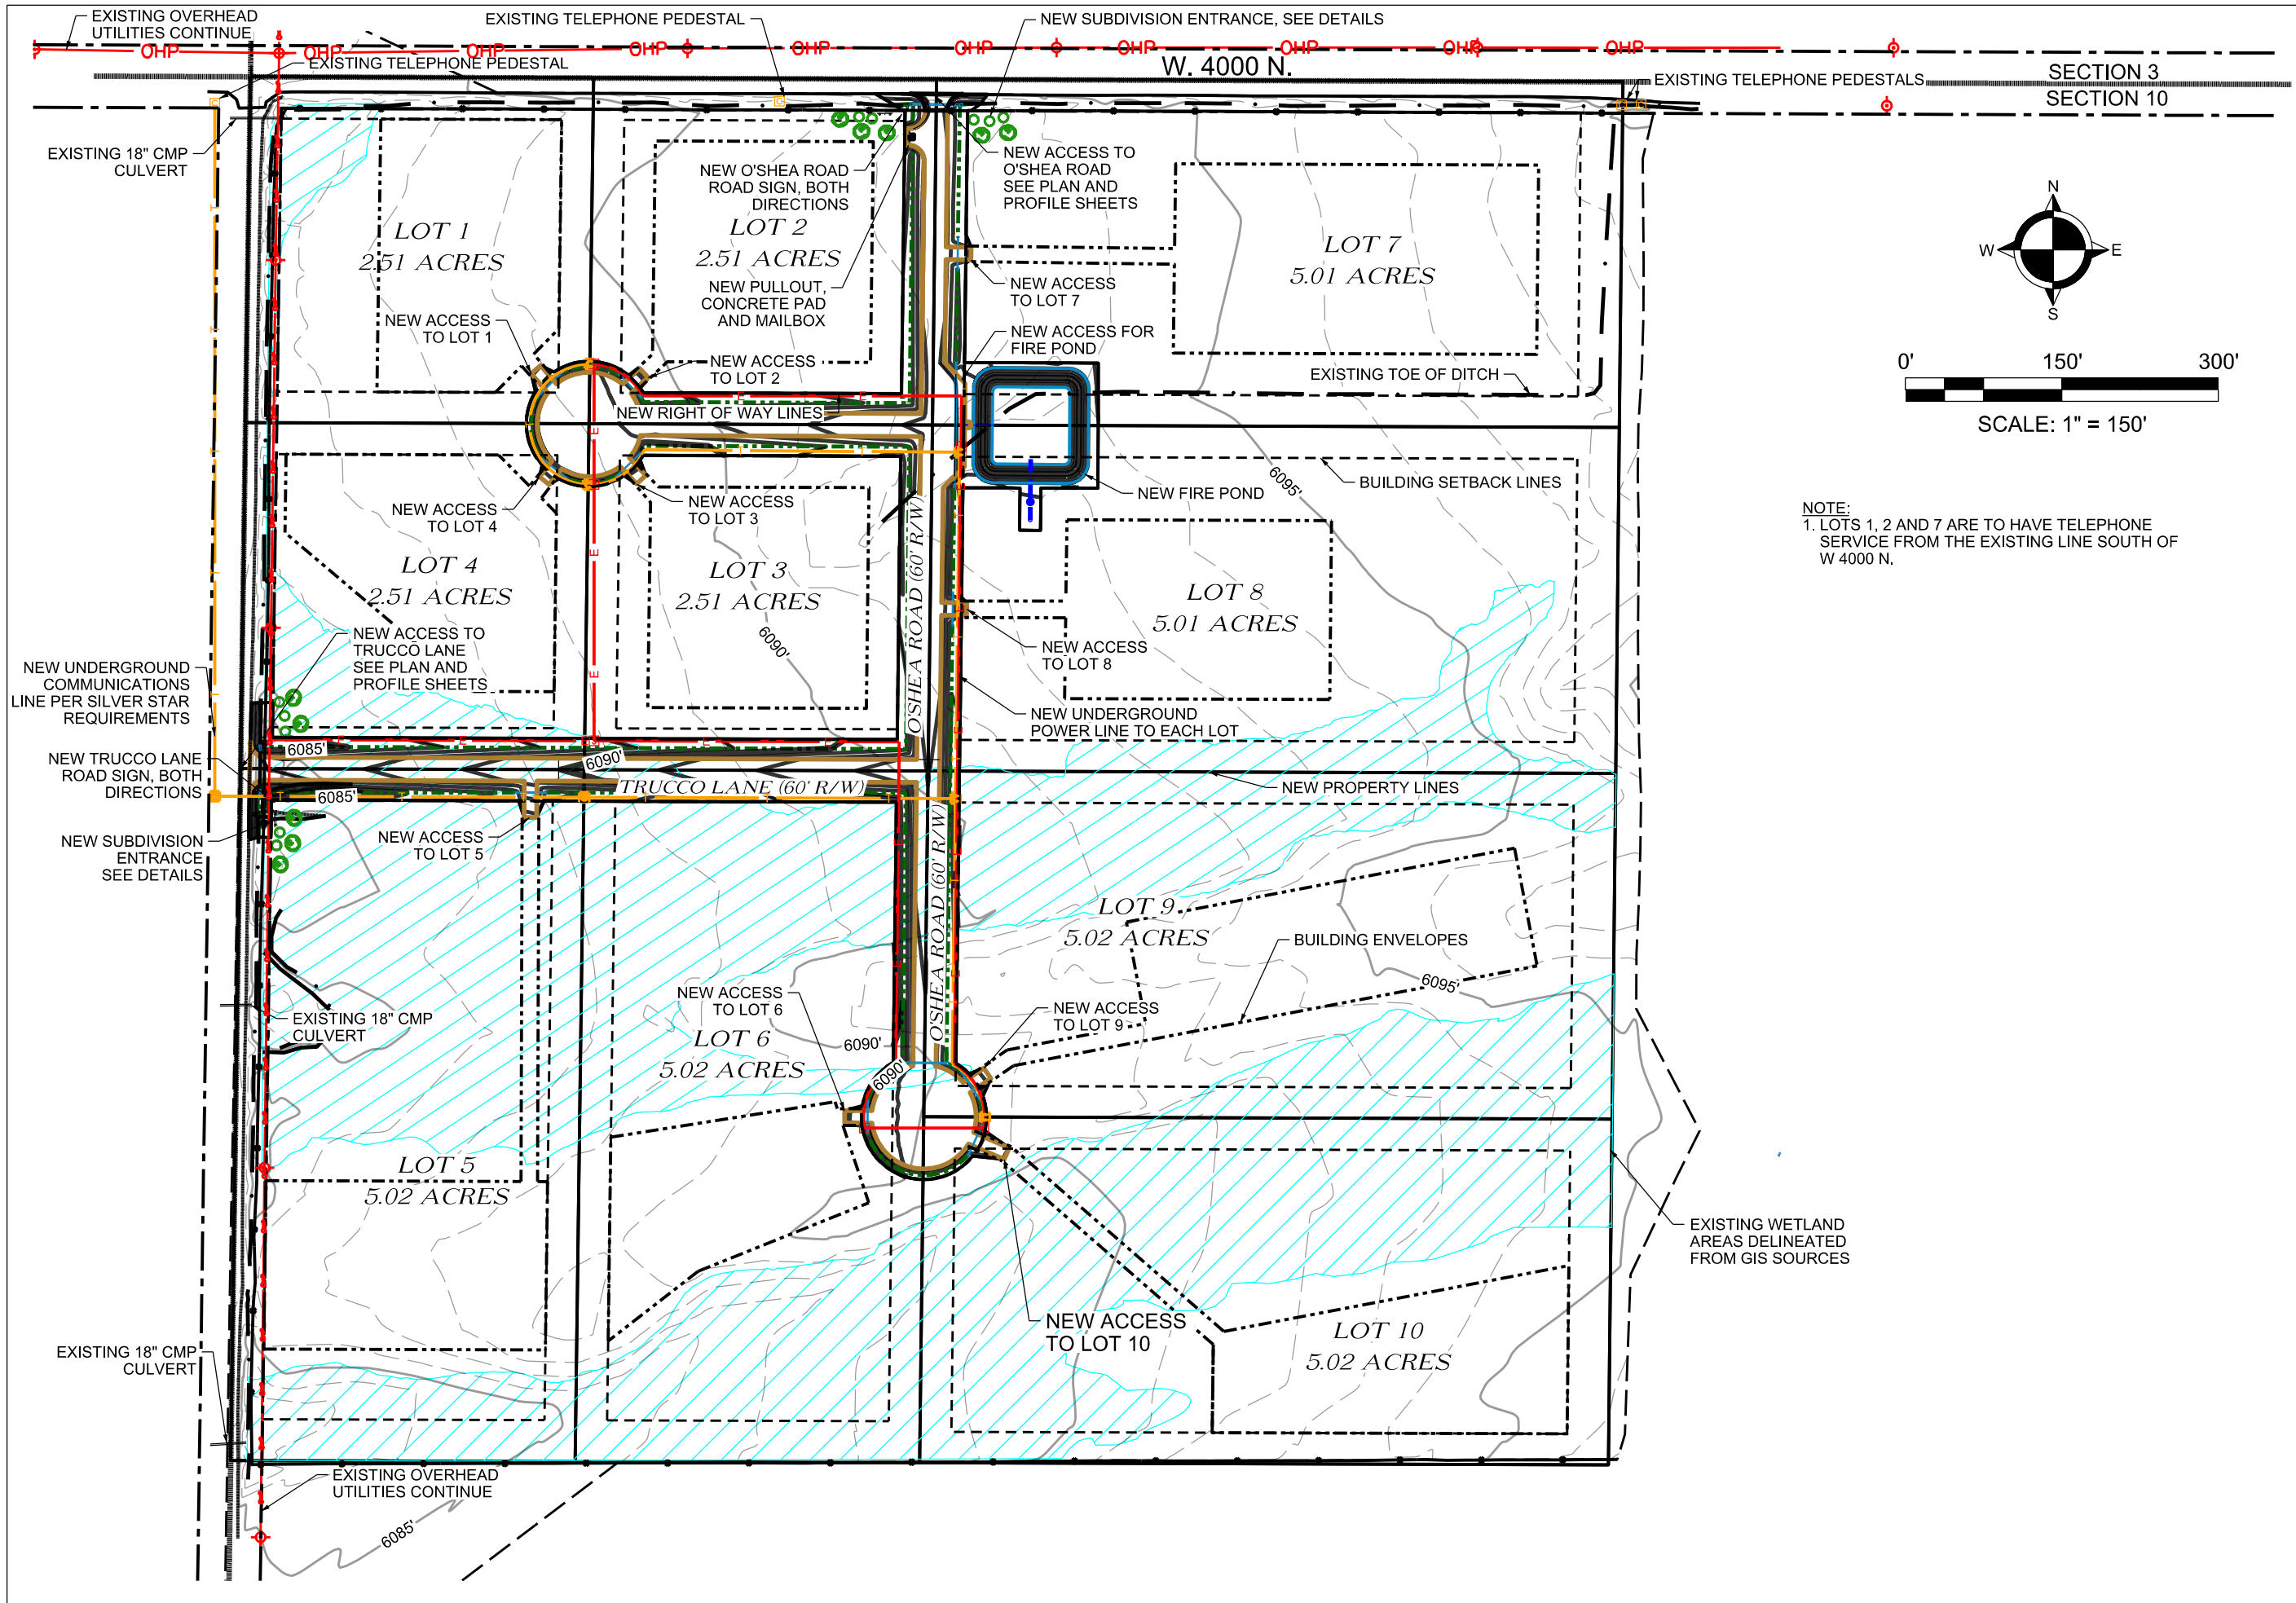 EXISTING OVERHEAD
UTILITIES CONTINUE
EXISTING TELEPHONE PEDESTAL
NEW SUBDIVISION ENTRANCE, SEE DETAILS
OHP
OHP
OHP
OHP
OHP
OHP
OHP
OHP
OHP
OHP
EXISTING TELEPHONE PEDESTAL
W. 4000 N.
EXISTING TELEPHONE PEDESTALS
SECTION 3
SECTION 10
EXISTING 18" CMP
CULVERT
NEW O'SHEA ROAD
ROAD SIGN, BOTH
DIRECTIONS
NEW ACCESS TO
O'SHEA ROAD
SEE PLAN AND
PROFILE SHEETS
LOT 1
2.51 ACRES
LOT 2
2.51 ACRES
LOT 7
5.01 ACRES
N
W
E
S
NEW PULLOUT,
CONCRETE PAD
AND MAILBOX
NEW ACCESS
TO LOT 7
NEW ACCESS
TO LOT 1
NEW ACCESS
TO LOT 2
NEW ACCESS FOR
FIRE POND
EXISTING TOE OF DITCH
0'
150'
300'
SCALE: 1" = 150'
NEW RIGHT OF WAY LINES
NEW ACCESS
TO LOT 4
NEW ACCESS
TO LOT 3
NEW FIRE POND
6095'
BUILDING SETBACK LINES
NOTE:
1. LOTS 1, 2 AND 7 ARE TO HAVE TELEPHONE
SERVICE FROM THE EXISTING LINE SOUTH OF
W 4000 N.
LOT 4
2.51 ACRES
LOT 3
2.51 ACRES
6090'
O'SHEA ROAD (60' R/W)
LOT 8
5.01 ACRES
NEW ACCESS TO
TRUCCO LANE
SEE PLAN AND
PROFILE SHEETS
NEW ACCESS
TO LOT 8
NEW UNDERGROUND
COMMUNICATIONS
LINE PER SILVER STAR
REQUIREMENTS
NEW UNDERGROUND
POWER LINE TO EACH LOT
NEW TRUCCO LANE
ROAD SIGN, BOTH
DIRECTIONS
6085'
6090'
6085'
TRUCCO LANE (60' R/W)
NEW PROPERTY LINES
NEW SUBDIVISION
ENTRANCE
SEE DETAILS
NEW ACCESS
TO LOT 5
O'SHEA ROAD (60' R/W)
LOT 9
5.02 ACRES
BUILDING ENVELOPES
6095'
EXISTING 18" CMP
CULVERT
NEW ACCESS
TO LOT 6
LOT 6
5.02 ACRES
6090'
6090'
NEW ACCESS
TO LOT 9
LOT 5
5.02 ACRES
EXISTING WETLAND
AREAS DELINEATED
FROM GIS SOURCES
NEW ACCESS
TO LOT 10
LOT 10
5.02 ACRES
EXISTING 18" CMP
CULVERT
EXISTING OVERHEAD
UTILITIES CONTINUE
6085'